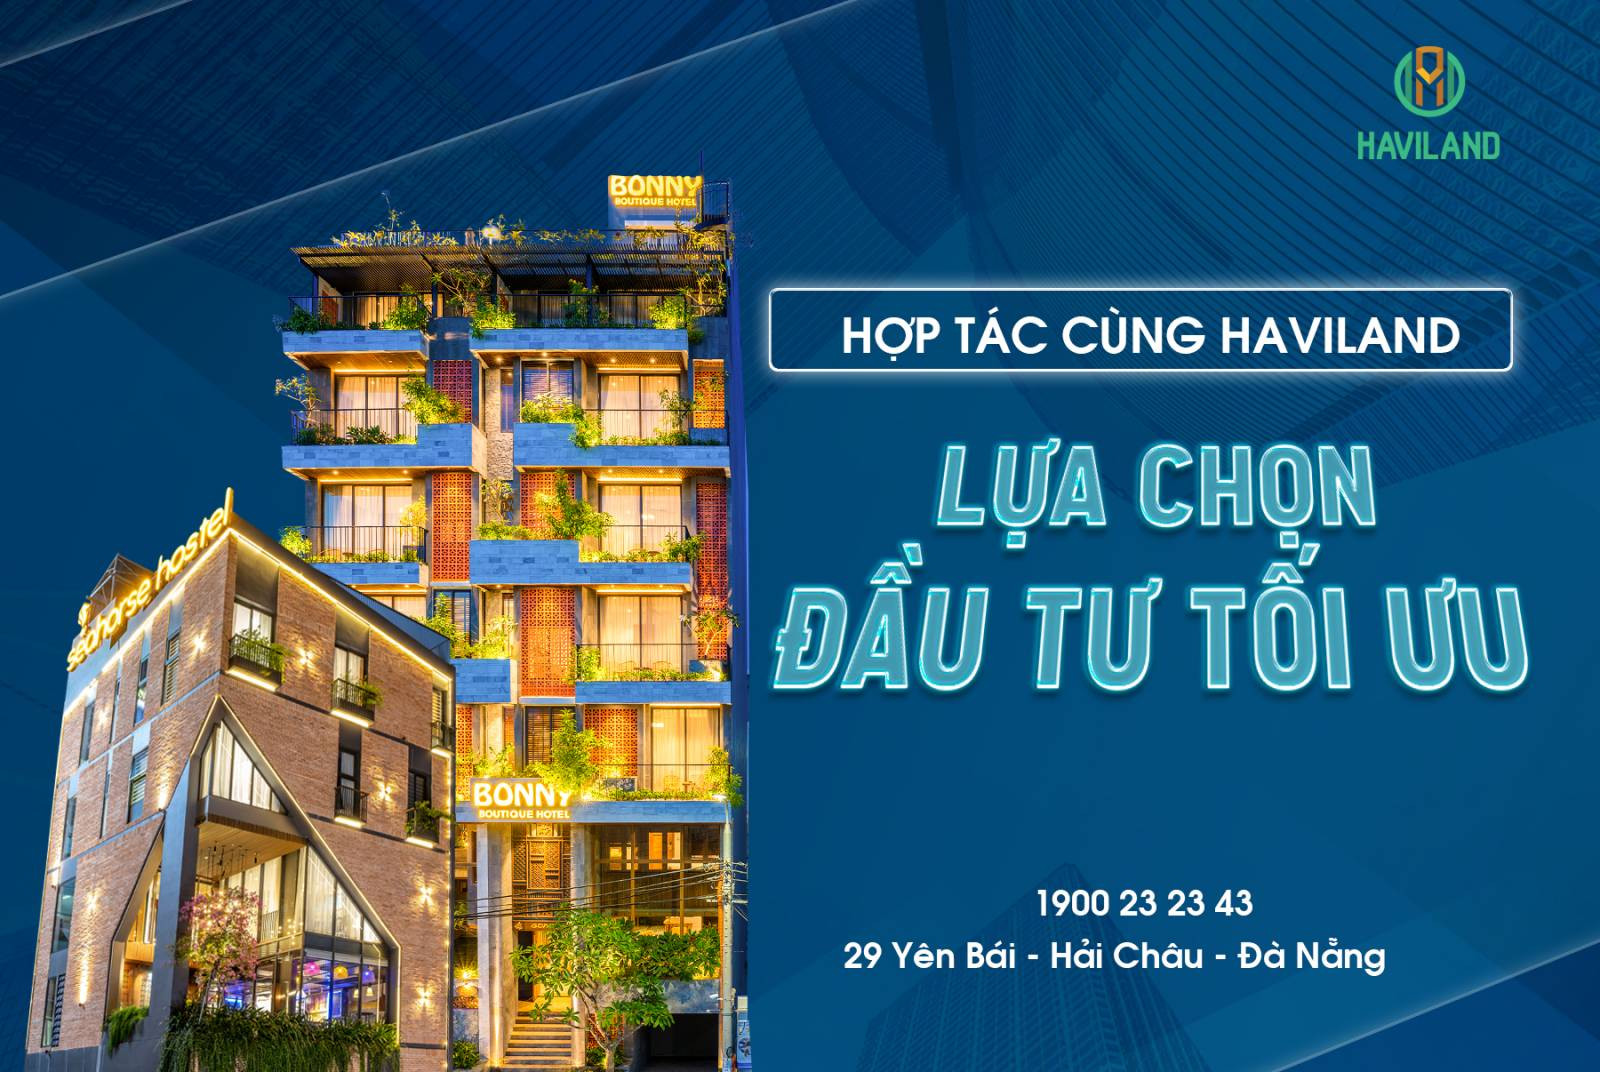 HAVILAND
BONNY
BOUTIQUE HOTEL
HỢP TÁC CÙNG HAVILAND
LỰA CHỌN
ĐẦU TƯ TỐI ƯU
seahorse hostel
BONNY
BOUTIQUE HOTEL
1900 23 23 43
29 Yên Bái - Hải Châu - Đà Nẵng